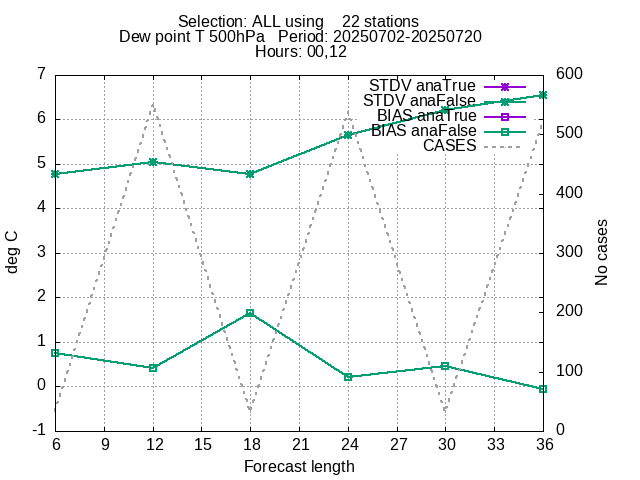 Selection: ALL using    22 stations
Dew point T 500hPa   Period: 20250702-20250720
Hours: 00,12
STDV anaTrue
STDV anaFalse
BIAS anaTrue
BIAS anaFalse
CASES
7
6
5
4
3
2
1
0
-1
deg C
600
500
400
300
200
100
0
No cases
6 9 12 15 18 21 24 27 30 33 36
Forecast length